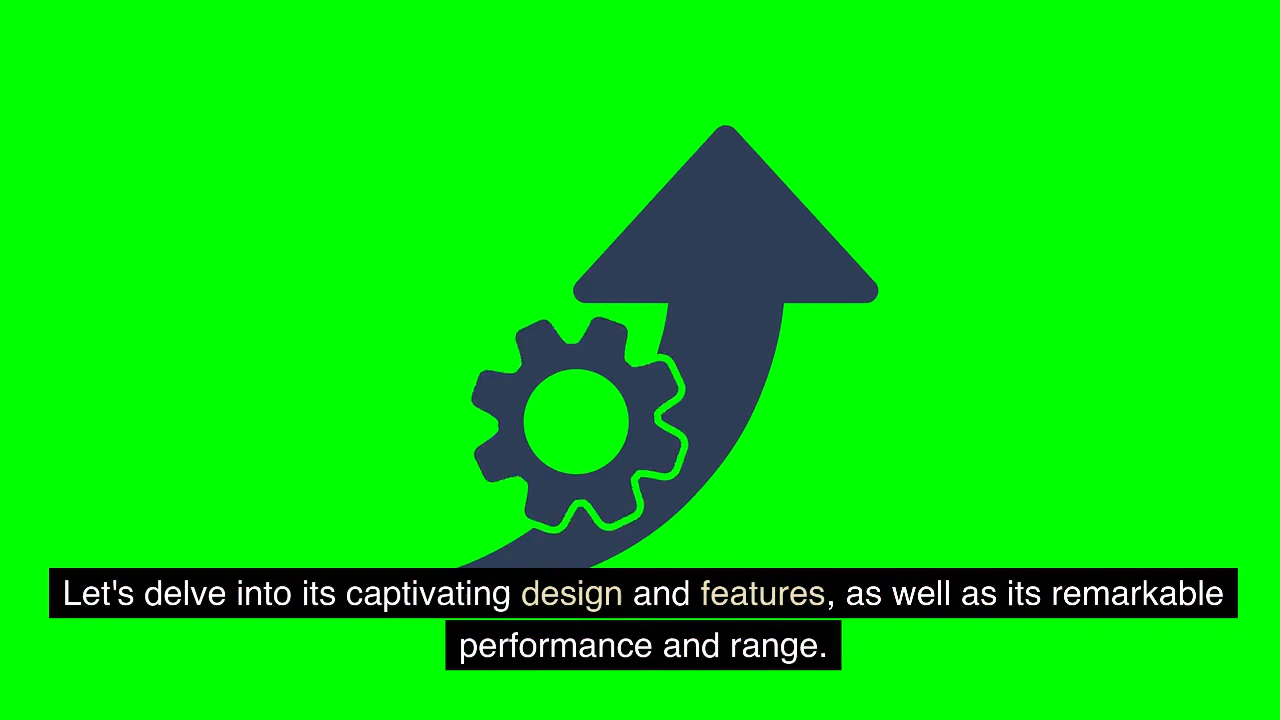 Let's delve into its captivating design and features, as well as its remarkable
performance and range.